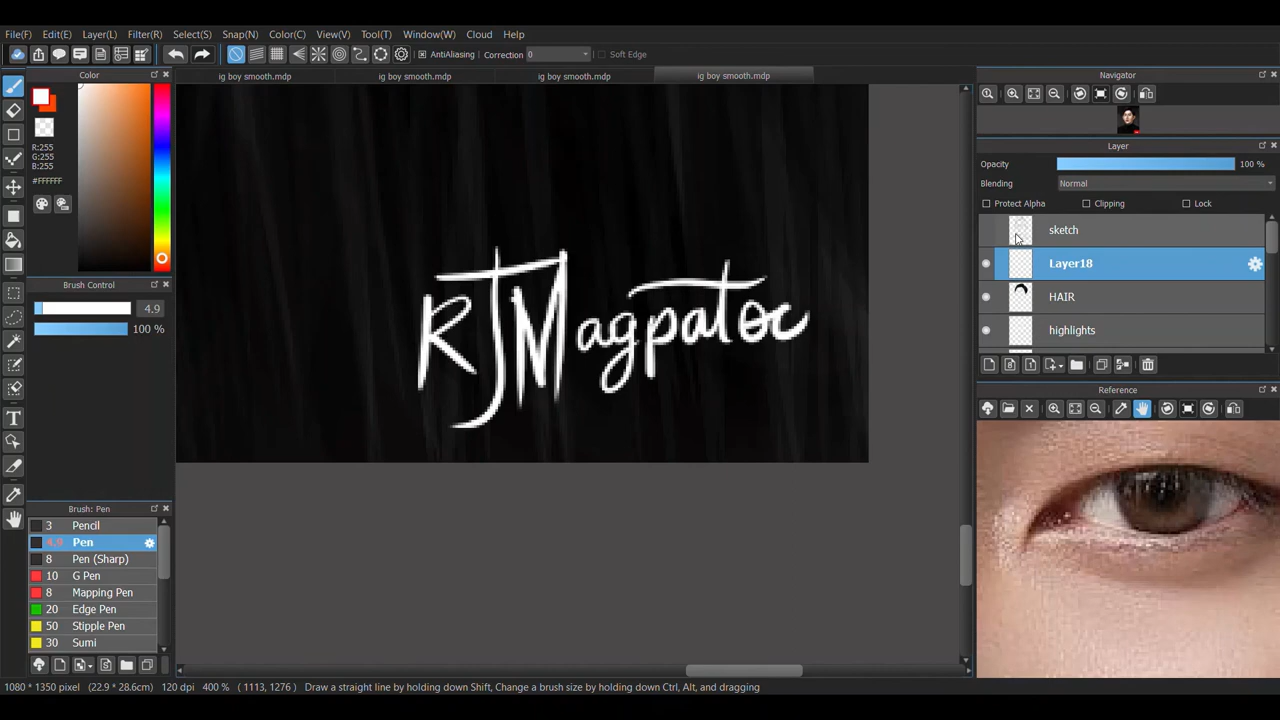 File(F) Edit(E) Layer(L) Filter(R) Select(S) Snap(N) Color(C) View(V) Tool(T) Window(W) Cloud Help
AntiAliasing Correction 0 Soft Edge
Color
ig boy smooth.mdp ig boy smooth.mdp ig boy smooth.mdp ig boy smooth.mdp
R:255
G:255
B:255
#FFFFFF
Brush Control
4.9
100 %
Brush: Pen
3 Pencil
4.9 Pen
8 Pen (Sharp)
10 G Pen
8 Mapping Pen
20 Edge Pen
50 Stipple Pen
30 Sumi
RJMagpatoc
Navigator
Layer
Opacity 100 %
Blending Normal
Protect Alpha Clipping Lock
sketch
Layer18
HAIR
highlights
Reference
1080 * 1350 pixel (22.9 * 28.6cm) 120 dpi 400 % ( 1113, 1276 ) Draw a straight line by holding down Shift, Change a brush size by holding down Ctrl, Alt, and dragging